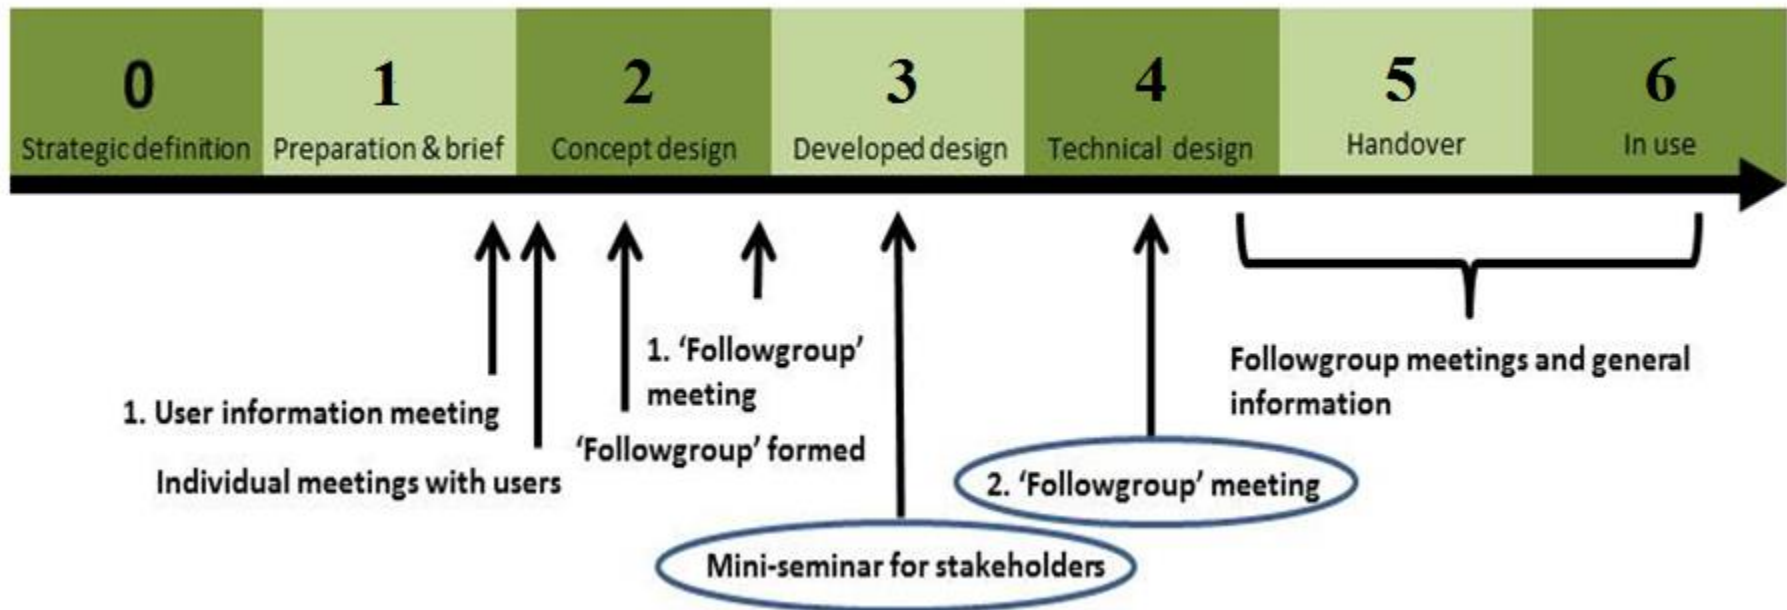 0
Strategic definition
1
Preparation & brief
2
Concept design
3
Developed design
4
Technical design
5
Handover
6
In use
1. User information meeting
Individual meetings with users
'Followgroup' formed
1. 'Followgroup'
meeting
Mini-seminar for stakeholders
2. 'Followgroup' meeting
Followgroup meetings and general
information